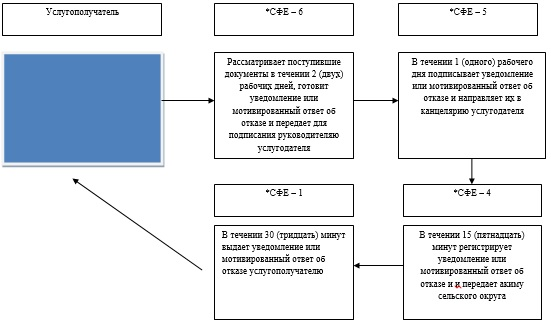 Услугополучатель
*СФЕ – 6
*СФЕ – 5
Рассматривает поступившие
документы в течении 2 (двух)
рабочих дней, готовит
уведомление или
мотивированный ответ об
отказе и передает для
подписания руководителю
услугодателя
В течении 1 (одного) рабочего
дня подписывает уведомление
или мотивированный ответ об
отказе и направляет их в
канцелярию услугодателя
*СФЕ – 1
*СФЕ – 4
В течении 30 (тридцать) минут
выдает уведомление или
мотивированный ответ об
отказе услугополучателю
В течении 15 (пятнадцать)
минут регистрирует
уведомление или
мотивированный ответ об
отказе и и передает акиму
сельского округа